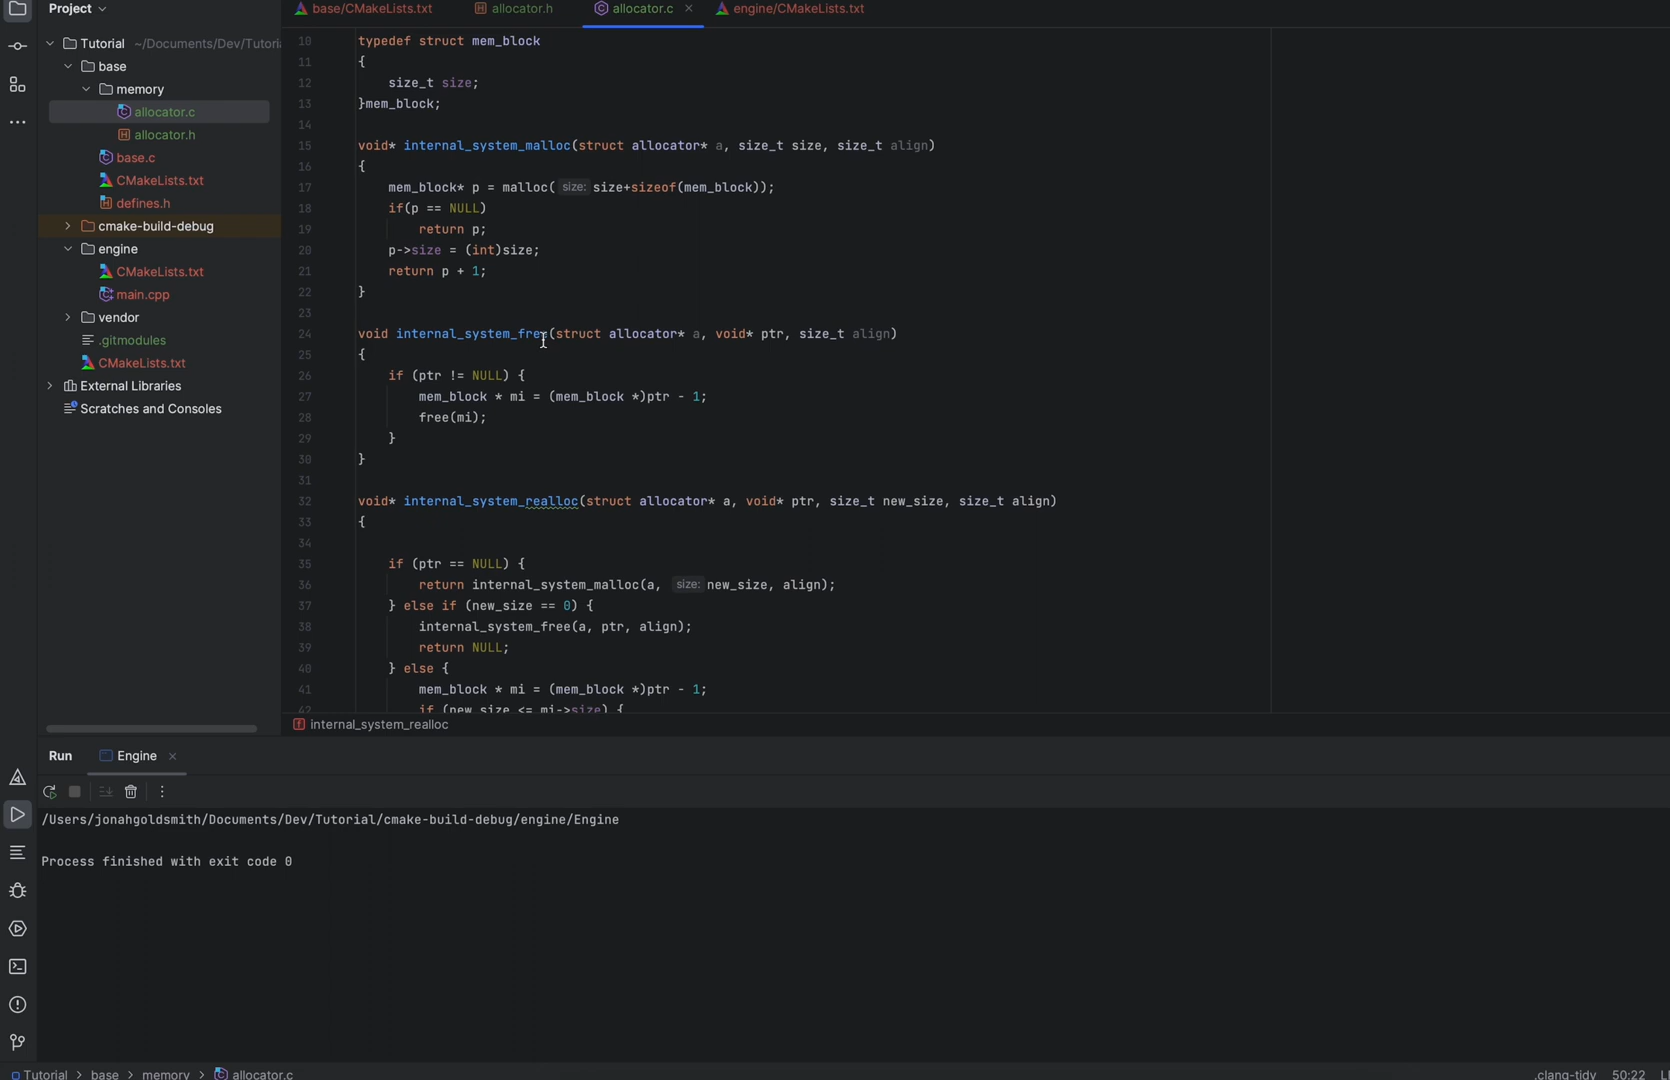 Project
base/CMakeLists.txt allocator.h allocator.c engine/CMakeLists.txt
Tutorial ~/Documents/Dev/Tutori
base
memory
allocator.c
allocator.h
base.c
CMakeLists.txt
defines.h
cmake-build-debug
engine
CMakeLists.txt
main.cpp
vendor
.gitmodules
CMakeLists.txt
External Libraries
Scratches and Consoles
10 typedef struct mem_block
11 {
12 size_t size;
13 }mem_block;
14
15 void* internal_system_malloc(struct allocator* a, size_t size, size_t align)
16 {
17 mem_block* p = malloc( size: size+sizeof(mem_block));
18 if(p == NULL)
19 return p;
20 p->size = (int)size;
21 return p + 1;
22 }
23
24 void internal_system_free(struct allocator* a, void* ptr, size_t align)
25 {
26 if (ptr != NULL) {
27 mem_block * mi = (mem_block *)ptr - 1;
28 free(mi);
29 }
30 }
31
32 void* internal_system_realloc(struct allocator* a, void* ptr, size_t new_size, size_t align)
33 {
34
35 if (ptr == NULL) {
36 return internal_system_malloc(a, size: new_size, align);
37 } else if (new_size == 0) {
38 internal_system_free(a, ptr, align);
39 return NULL;
40 } else {
41 mem_block * mi = (mem_block *)ptr - 1;
42 if (new_size <= mi->size) {
internal_system_realloc
Run Engine
/Users/jonahgoldsmith/Documents/Dev/Tutorial/cmake-build-debug/engine/Engine
Process finished with exit code 0
Tutorial > base > memory > allocator.c .clang-tidy 50:22